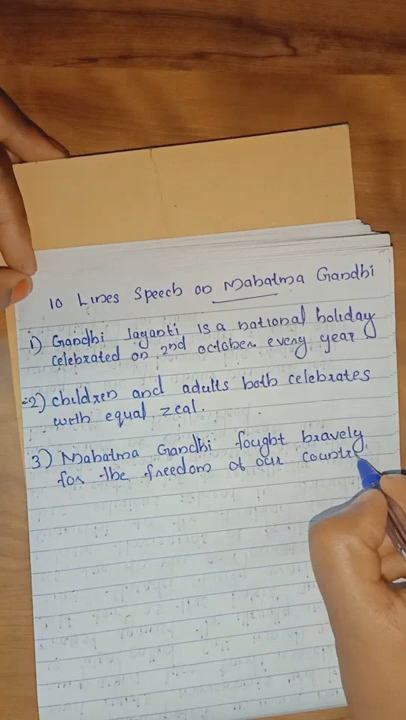 10 Lines Speech on Mahatma Gandhi
1) Gandhi Jayanti is a national holiday
celebrated on 2nd october every year
2) children and adults both celebrates
with equal zeal.
3) Mahatma Gandhi fought bravely
for the freedom of our countr